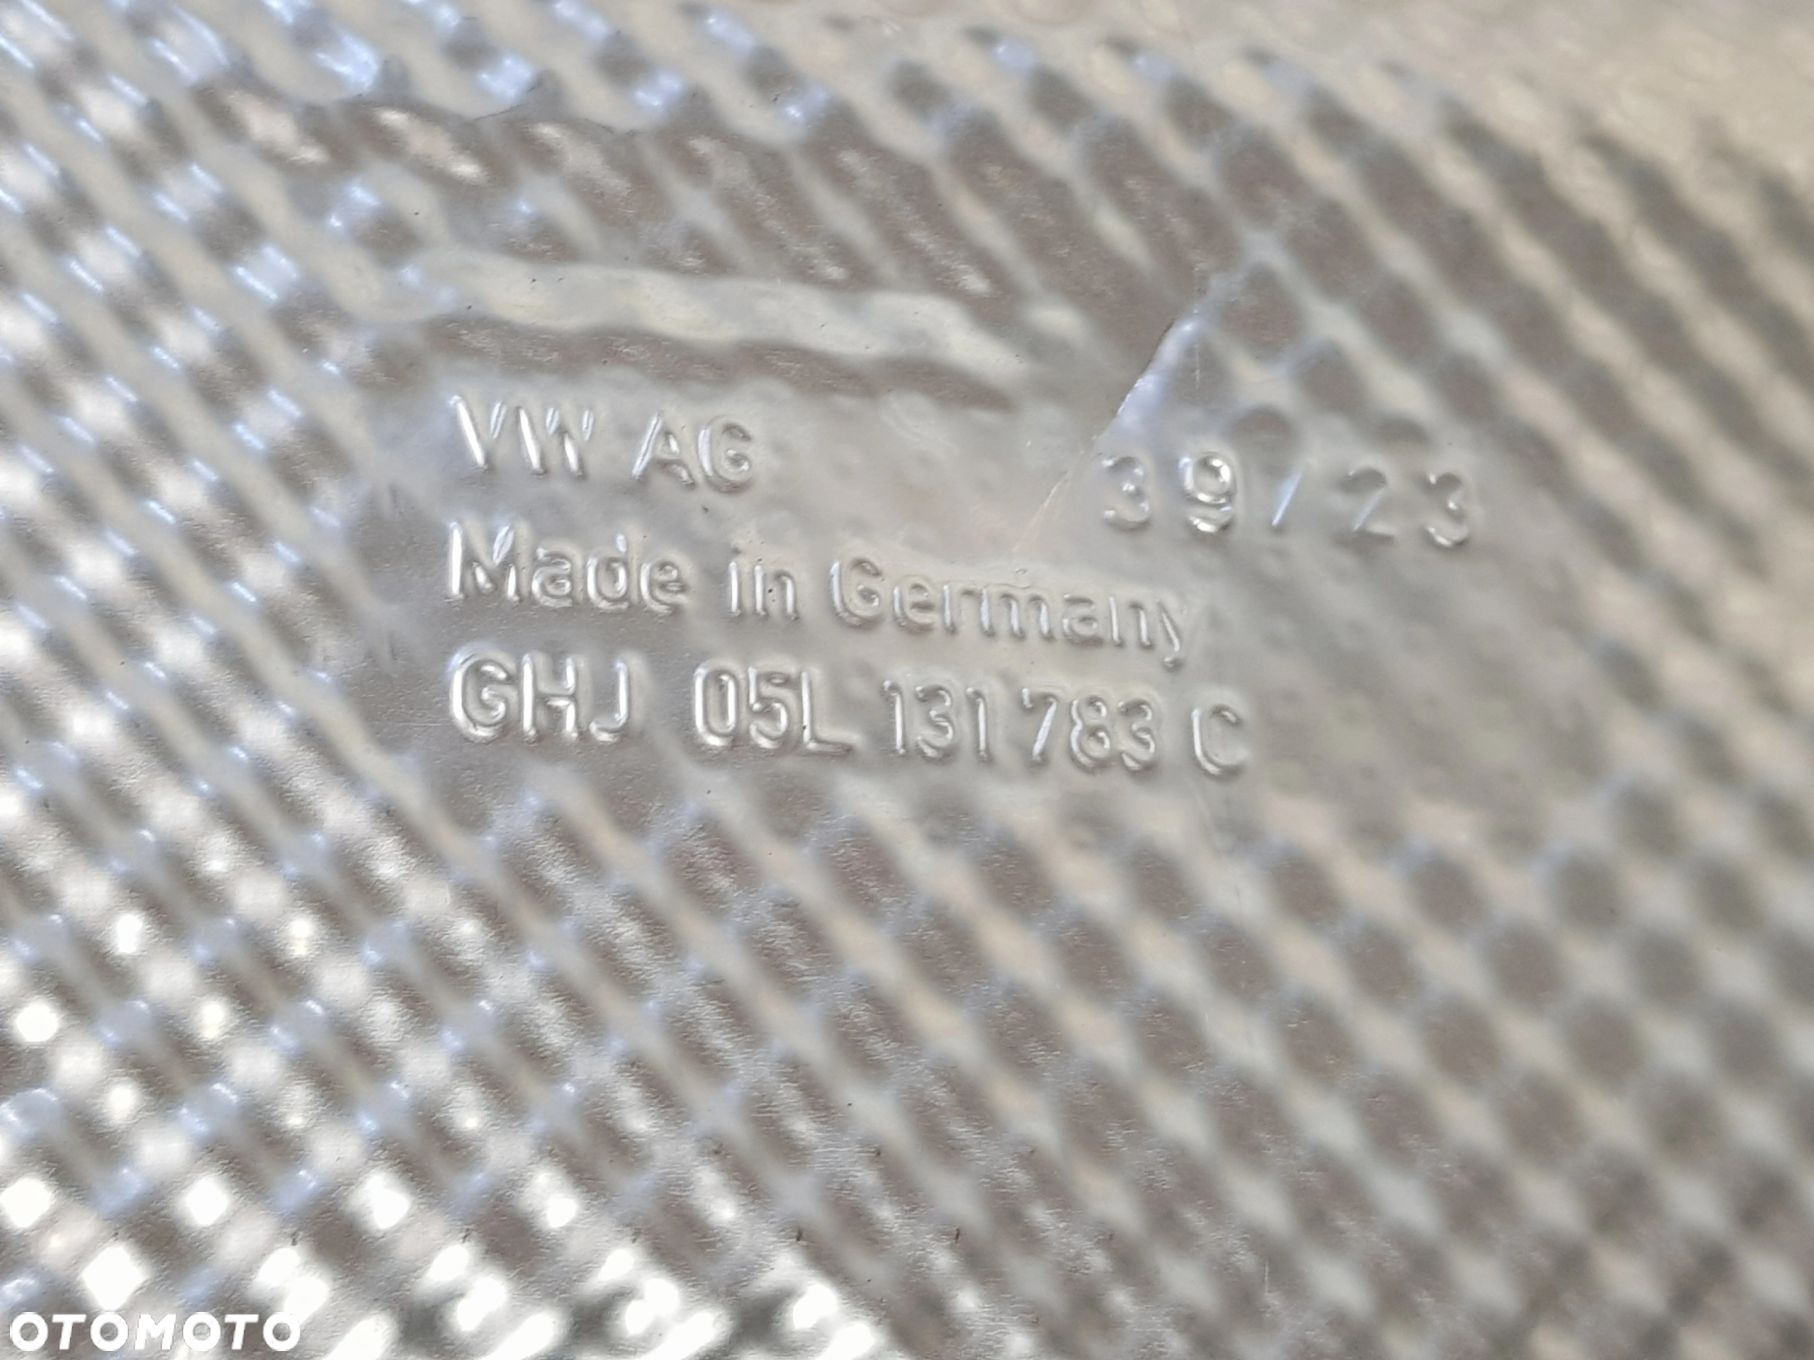 VW AG
39/23
Made in Germany
GHJ 05L 131 783 C
OTOMOTO